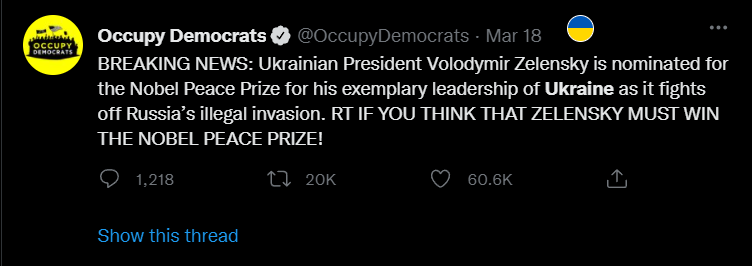 OCCUPY
DEMOCRATS
Occupy Democrats @OccupyDemocrats · Mar 18
BREAKING NEWS: Ukrainian President Volodymir Zelensky is nominated for
the Nobel Peace Prize for his exemplary leadership of Ukraine as it fights
off Russia’s illegal invasion. RT IF YOU THINK THAT ZELENSKY MUST WIN
THE NOBEL PEACE PRIZE!
1,218 20K 60.6K
Show this thread